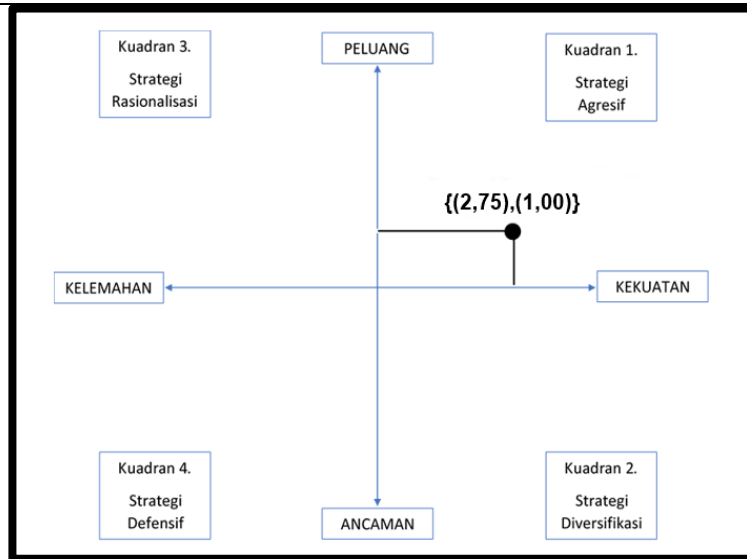 Kuadran 3.
Strategi
Rasionalisasi
PELUANG
Kuadran 1.
Strategi
Agresif
{(2,75),(1,00)}
KELEMAHAN
KEKUATAN
Kuadran 4.
Strategi
Defensif
ANCAMAN
Kuadran 2.
Strategi
Diversifikasi